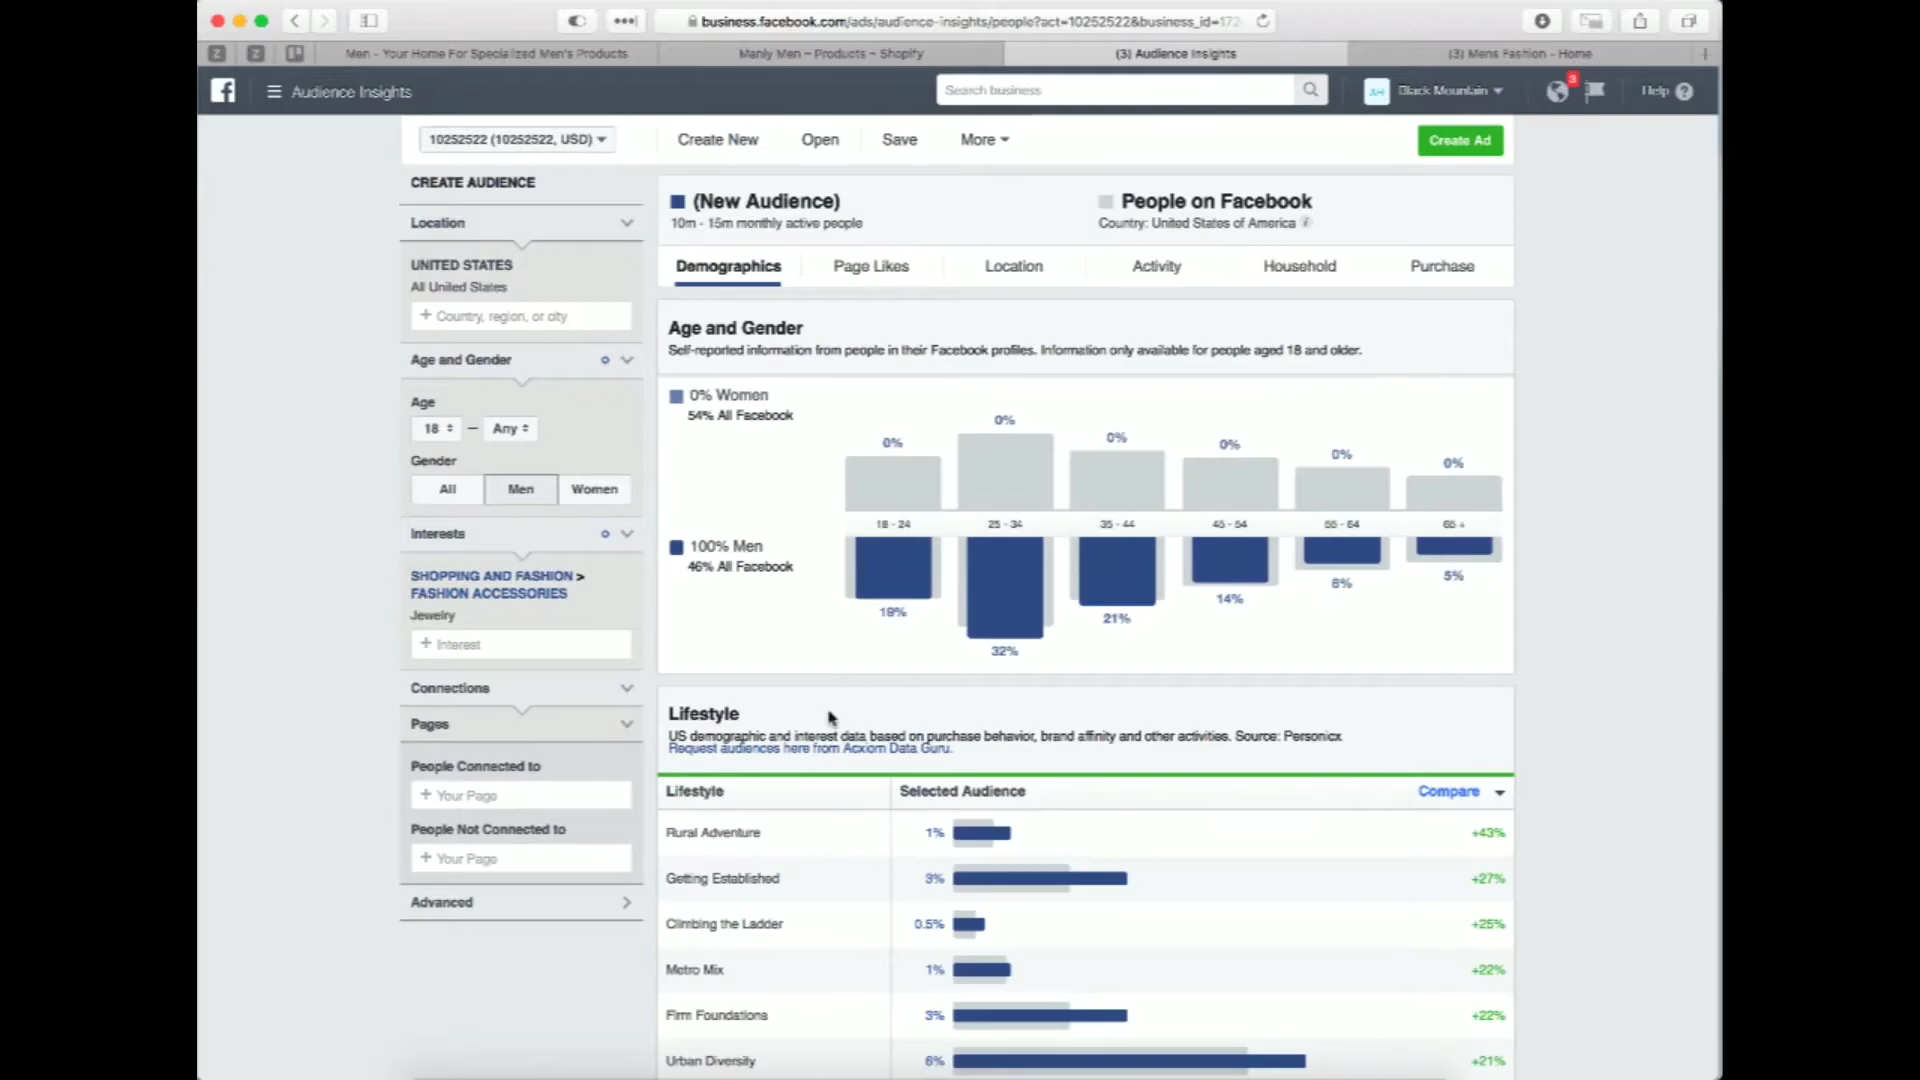 business.facebook.com/ads/audience-insights/people?act=10252522&business_id=172
Men - Your Home For Specialized Men's Products
Manly Men ~ Products ~ Shopify
(3) Audience Insights
(3) Mens Fashion - Home
Audience Insights
Search business
Black Mountain
3
Help
10252522 (10252522, USD)
Create New
Open
Save
More
Create Ad
CREATE AUDIENCE
Location
UNITED STATES
All United States
+ Country, region, or city
Age and Gender
Age
18 — Any
Gender
All
Men
Women
Interests
SHOPPING AND FASHION >
FASHION ACCESSORIES
Jewelry
+ Interest
Connections
Pages
People Connected to
+ Your Page
People Not Connected to
+ Your Page
Advanced
(New Audience)
10m - 15m monthly active people
People on Facebook
Country: United States of America
Demographics
Page Likes
Location
Activity
Household
Purchase
Age and Gender
Self-reported information from people in their Facebook profiles. Information only available for people aged 18 and older.
0% Women
54% All Facebook
0%
0%
0%
0%
0%
0%
18 - 24
25 - 34
35 - 44
45 - 54
55 - 64
65 +
100% Men
46% All Facebook
19%
32%
21%
14%
8%
5%
Lifestyle
US demographic and interest data based on purchase behavior, brand affinity and other activities. Source: Personicx
Request audiences here from Acxiom Data Guru.
Lifestyle
Selected Audience
Compare
Rural Adventure 1% +43%
Getting Established 3% +27%
Climbing the Ladder 0.5% +25%
Metro Mix 1% +22%
Firm Foundations 3% +22%
Urban Diversity 6% +21%